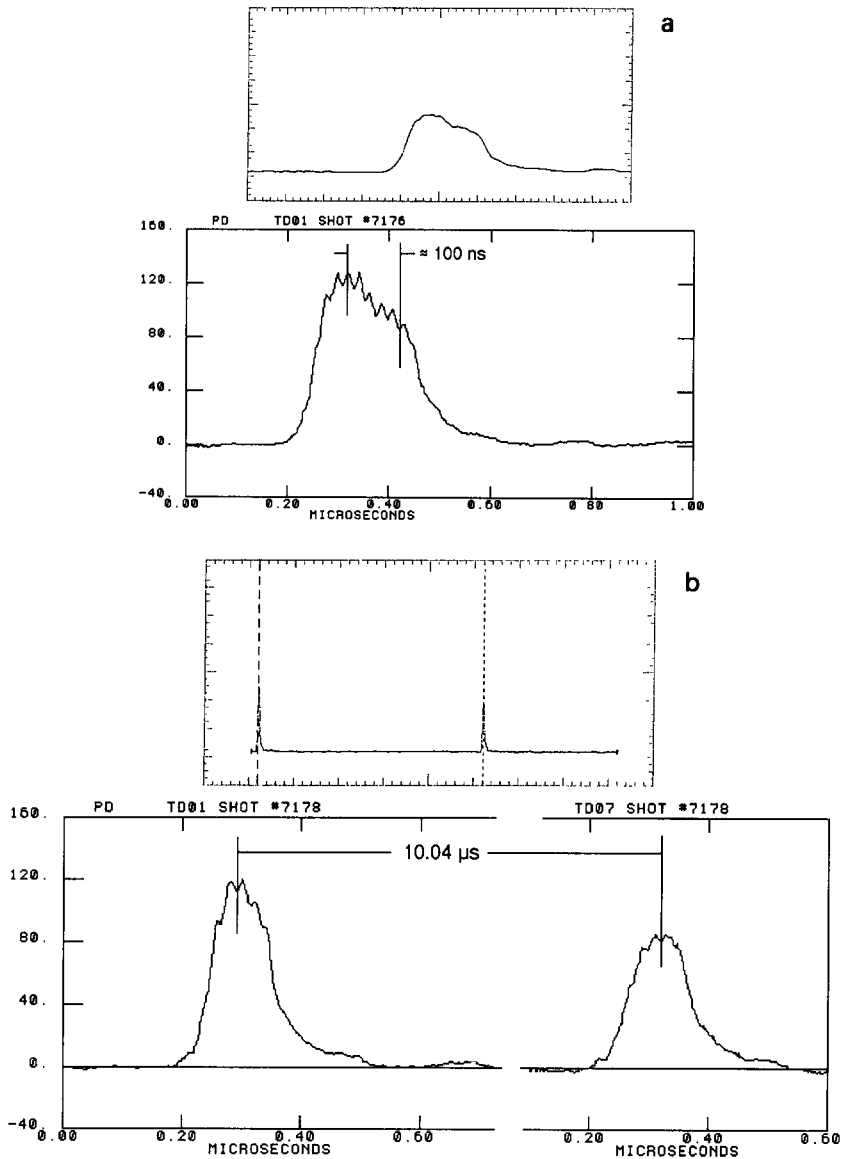 a
PD TD01 SHOT #7176
160.
120.
80.
40.
0.
-40.
≈ 100 ns
0.00 0.20 0.40 0.60 0.80 1.00
MICROSECONDS
b
PD TD01 SHOT #7178 TD07 SHOT #7178
160.
120.
80.
40.
0.
-40.
10.04 µs
0.00 0.20 0.40 0.60 0.20 0.40 0.60
MICROSECONDS MICROSECONDS